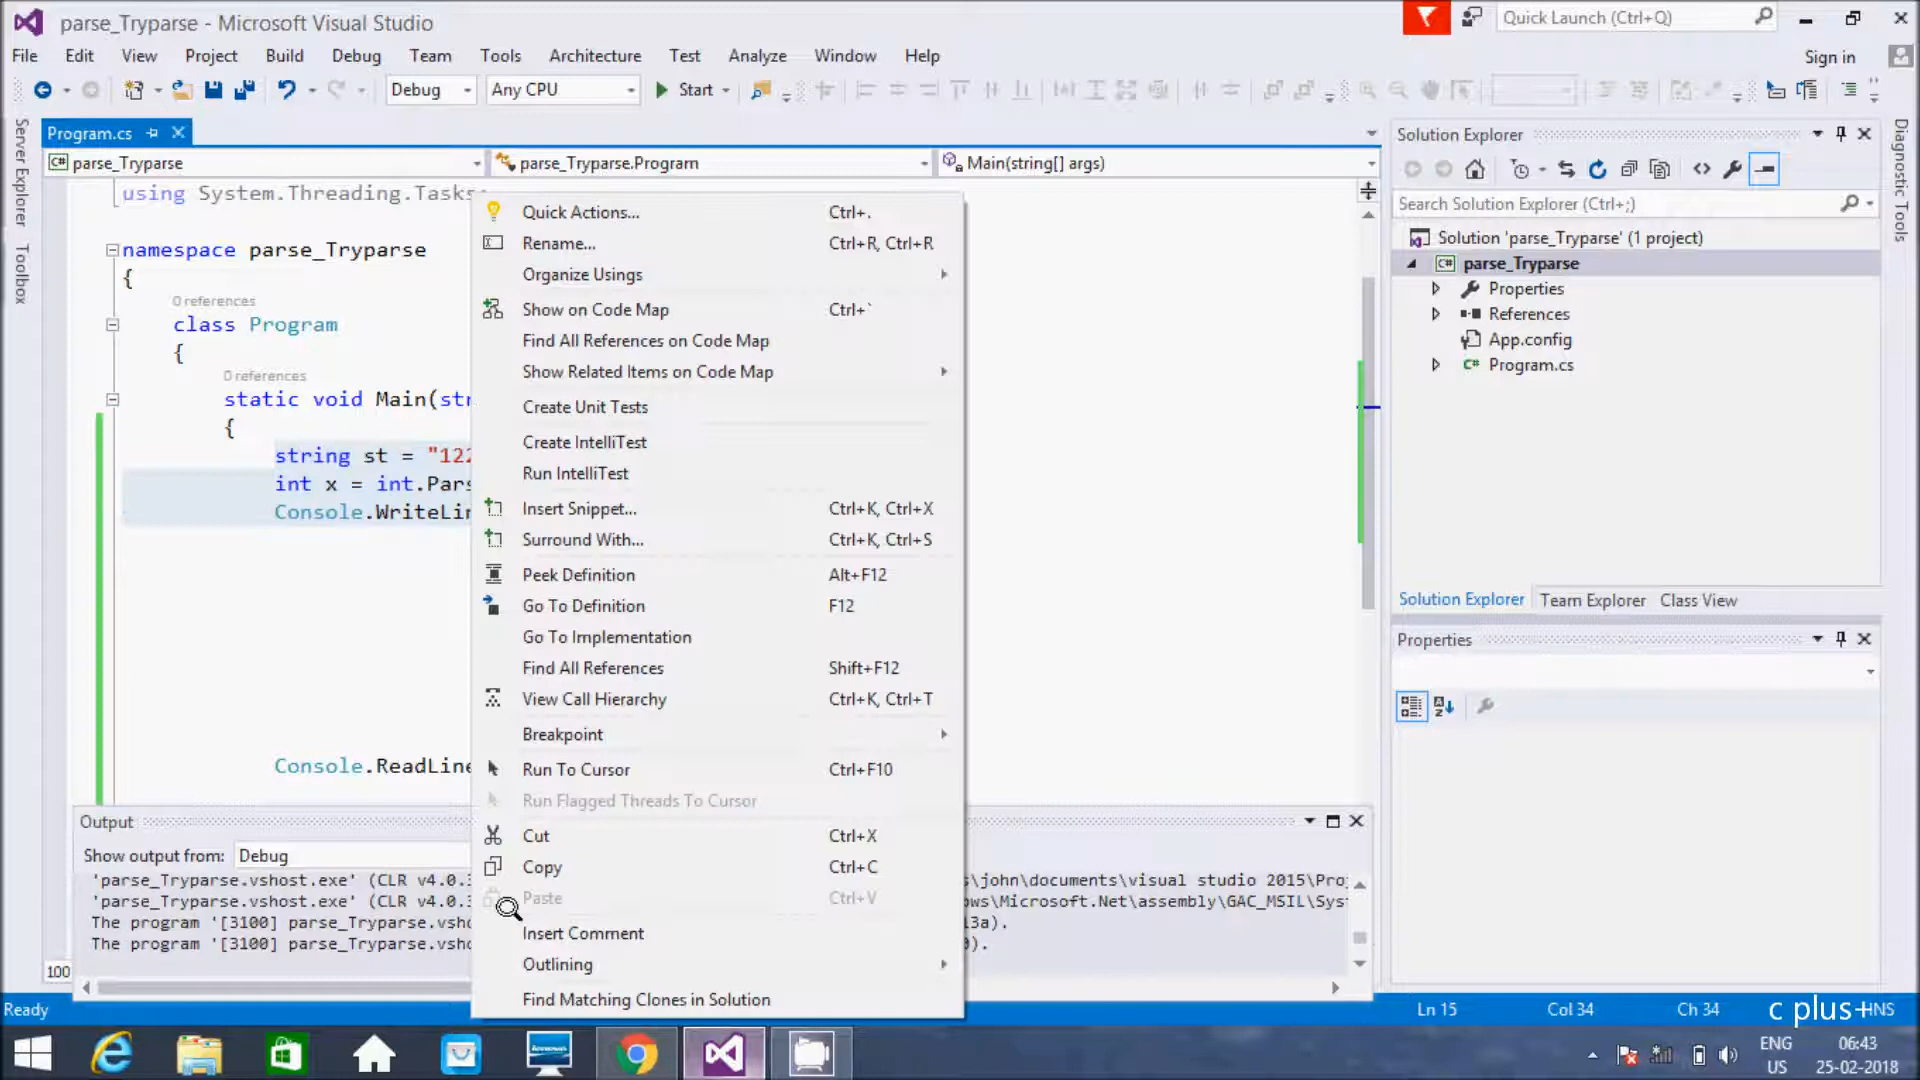 parse_Tryparse - Microsoft Visual Studio
Quick Launch (Ctrl+Q)
File Edit View Project Build Debug Team Tools Architecture Test Analyze Window Help
Sign in
Debug Any CPU Start
Server Explorer
Toolbox
Program.cs
parse_Tryparse parse_Tryparse.Program Main(string[] args)
using System.Threading.Tasks;
namespace parse_Tryparse
{
0 references
class Program
{
0 references
static void Main(str
{
string st = "122
int x = int.Pars
Console.WriteLin
Console.ReadLine
Quick Actions... Ctrl+.
Rename... Ctrl+R, Ctrl+R
Organize Usings
Show on Code Map Ctrl+`
Find All References on Code Map
Show Related Items on Code Map
Create Unit Tests
Create IntelliTest
Run IntelliTest
Insert Snippet... Ctrl+K, Ctrl+X
Surround With... Ctrl+K, Ctrl+S
Peek Definition Alt+F12
Go To Definition F12
Go To Implementation
Find All References Shift+F12
View Call Hierarchy Ctrl+K, Ctrl+T
Breakpoint
Run To Cursor Ctrl+F10
Run Flagged Threads To Cursor
Cut Ctrl+X
Copy Ctrl+C
Paste Ctrl+V
Insert Comment
Outlining
Find Matching Clones in Solution
Solution Explorer
Search Solution Explorer (Ctrl+;)
Solution 'parse_Tryparse' (1 project)
parse_Tryparse
Properties
References
App.config
Program.cs
Solution Explorer Team Explorer Class View
Properties
Diagnostic Tools
Output
Show output from: Debug
'parse_Tryparse.vshost.exe' (CLR v4.0.3 s\john\documents\visual studio 2015\Pro
'parse_Tryparse.vshost.exe' (CLR v4.0.3 ws\Microsoft.Net\assembly\GAC_MSIL\Sys
The program '[3100] parse_Tryparse.vsho 3a).
The program '[3100] parse_Tryparse.vsho ).
100
Ready Ln 15 Col 34 Ch 34 c plus+ INS
ENG 06:43
US 25-02-2018